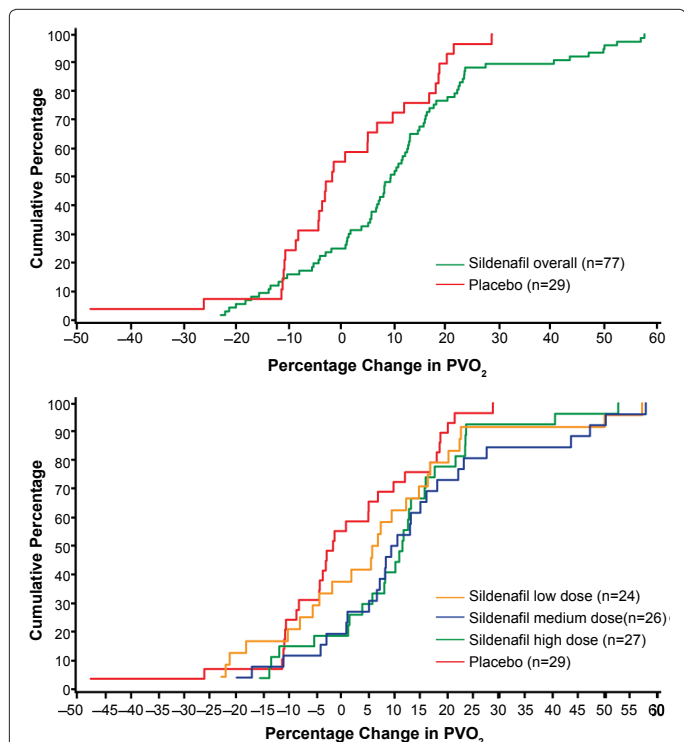 Cumulative Percentage
100
90
80
70
60
50
40
30
20
10
0
Sildenafil overall (n=77)
Placebo (n=29)
–50 –40 –30 –20 –10 0 10 20 30 40 50 60
Percentage Change in PVO2
Cumulative Percentage
100
90
80
70
60
50
40
30
20
10
0
Sildenafil low dose (n=24)
Sildenafil medium dose(n=26)
Sildenafil high dose (n=27)
Placebo (n=29)
–50 –45 –40 –35 –30 –25 –20 –15 –10 –5 0 5 10 15 20 25 30 35 40 45 50 55
Percentage Change in PVO2